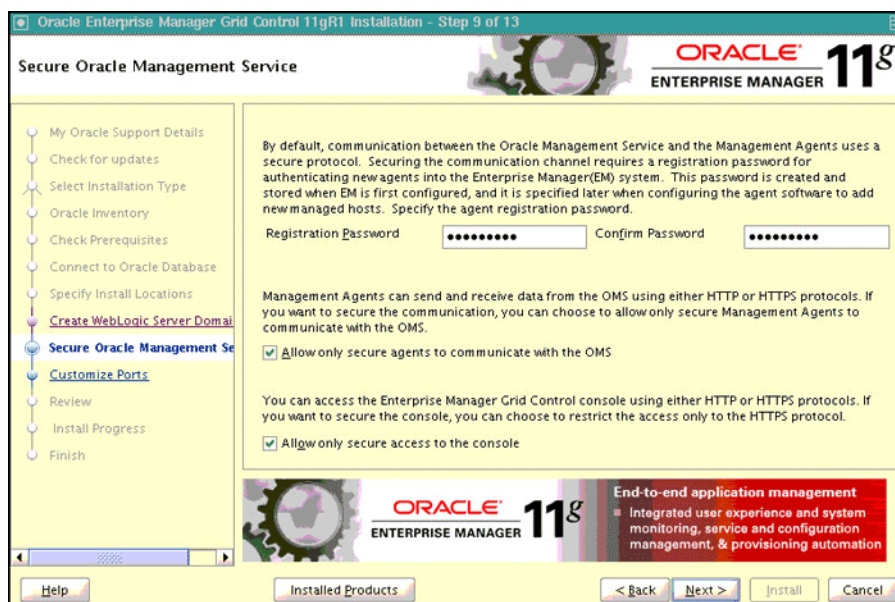 Oracle Enterprise Manager Grid Control 11gR1 Installation - Step 9 of 13
Secure Oracle Management Service
ORACLE
ENTERPRISE MANAGER 11g
My Oracle Support Details
Check for updates
Select Installation Type
Oracle Inventory
Check Prerequisites
Connect to Oracle Database
Specify Install Locations
Create WebLogic Server Domai
Secure Oracle Management Se
Customize Ports
Review
Install Progress
Finish
By default, communication between the Oracle Management Service and the Management Agents uses a
secure protocol. Securing the communication channel requires a registration password for
authenticating new agents into the Enterprise Manager(EM) system. This password is created and
stored when EM is first configured, and it is specified later when configuring the agent software to add
new managed hosts. Specify the agent registration password.
Registration Password ●●●●●●●●● Confirm Password ●●●●●●●●●
Management Agents can send and receive data from the OMS using either HTTP or HTTPS protocols. If
you want to secure the communication, you can choose to allow only secure Management Agents to
communicate with the OMS.
Allow only secure agents to communicate with the OMS
You can access the Enterprise Manager Grid Control console using either HTTP or HTTPS protocols. If
you want to secure the console, you can choose to restrict the access only to the HTTPS protocol.
Allow only secure access to the console
ORACLE
ENTERPRISE MANAGER 11g
End-to-end application management
Integrated user experience and system
monitoring, service and configuration
management, & provisioning automation
Help
Installed Products
< Back
Next >
Install
Cancel